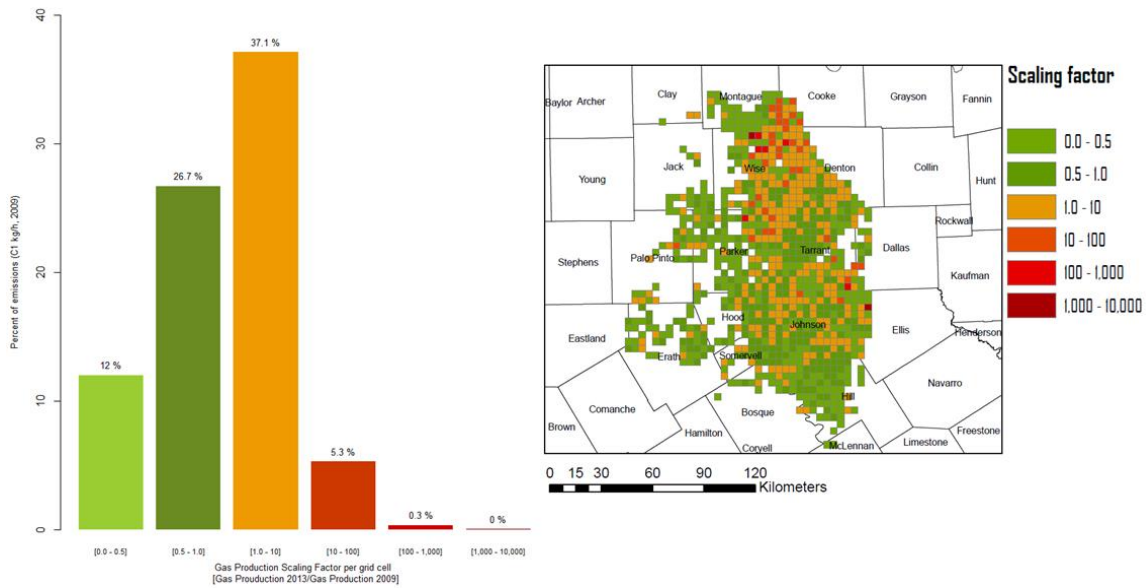 40
30
20
10
0
Percent of emissions (C1 kg/h, 2009)
12 %
26.7 %
37.1 %
5.3 %
0.3 %
0 %
[0.0 - 0.5]
[0.5 - 1.0]
[1.0 - 10]
[10 - 100]
[100 - 1,000]
[1,000 - 10,000]
Gas Production Scaling Factor per grid cell
[Gas Prouduction 2013/Gas Production 2009]
Baylor
Archer
Clay
Montague
Cooke
Grayson
Fannin
Young
Jack
Wise
Denton
Collin
Hunt
Rockwall
Stephens
Palo Pinto
Parker
Tarrant
Dallas
Kaufman
Eastland
Erath
Hood
Somervell
Johnson
Ellis
Henderson
Navarro
Hill
Comanche
Bosque
Brown
Hamilton
Coryell
McLennan
Limestone
Freestone
0 15 30 60 90 120
Kilometers
Scaling factor
0.0 - 0.5
0.5 - 1.0
1.0 - 10
10 - 100
100 - 1.000
1.000 - 10.000